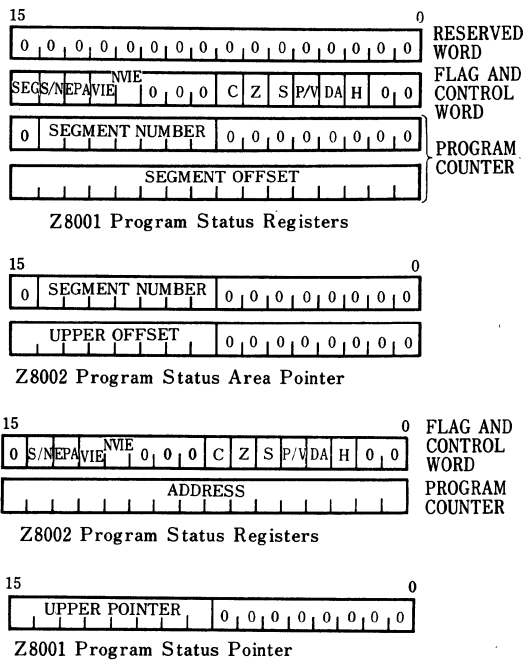 15 0
0 0 0 0 0 0 0 0 0 0 0 0 0 0 0 0 RESERVED WORD
SEG S/N EPA VIE NVIE 0 0 0 C Z S P/V DA H 0 0 FLAG AND CONTROL WORD
0 SEGMENT NUMBER 0 0 0 0 0 0 0 0
SEGMENT OFFSET
PROGRAM COUNTER
Z8001 Program Status Registers
15 0
0 SEGMENT NUMBER 0 0 0 0 0 0 0 0
UPPER OFFSET 0 0 0 0 0 0 0 0
Z8002 Program Status Area Pointer
15 0
0 S/N EPA VIE NVIE 0 0 0 C Z S P/V DA H 0 0 FLAG AND CONTROL WORD
ADDRESS PROGRAM COUNTER
Z8002 Program Status Registers
15 0
UPPER POINTER 0 0 0 0 0 0 0 0
Z8001 Program Status Pointer